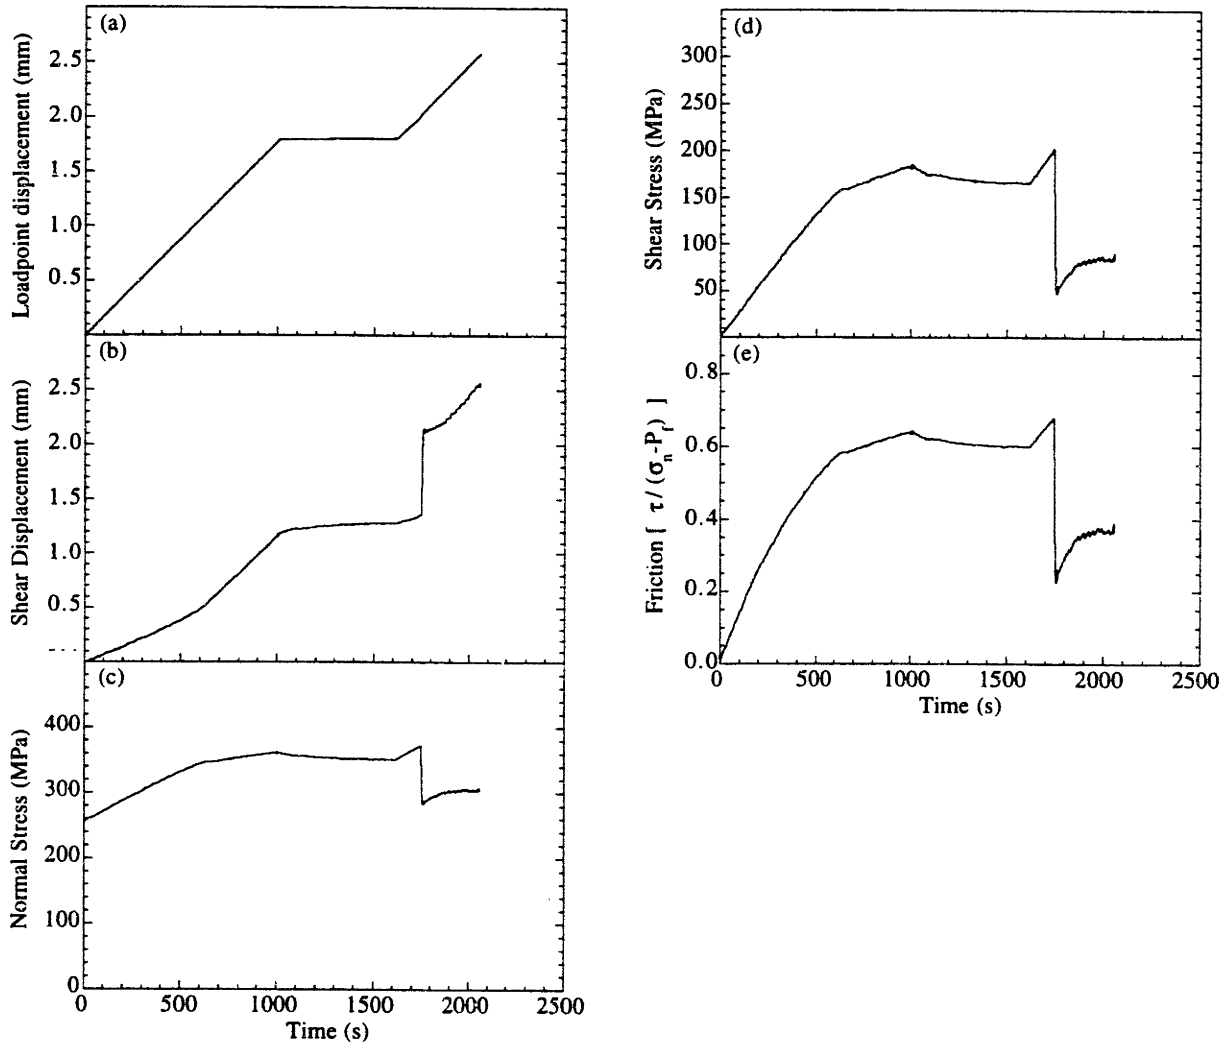 (a)
Loadpoint displacement (mm)
2.5
2.0
1.5
1.0
0.5
(b)
Shear Displacement (mm)
2.5
2.0
1.5
1.0
0.5
(c)
Normal Stress (MPa)
400
300
200
100
0
0 500 1000 1500 2000 2500
Time (s)
(d)
Shear Stress (MPa)
300
200
150
100
50
(e)
Friction [ τ / (σn-Pf) ]
0.8
0.6
0.4
0.2
0.0
0 500 1000 1500 2000 2500
Time (s)